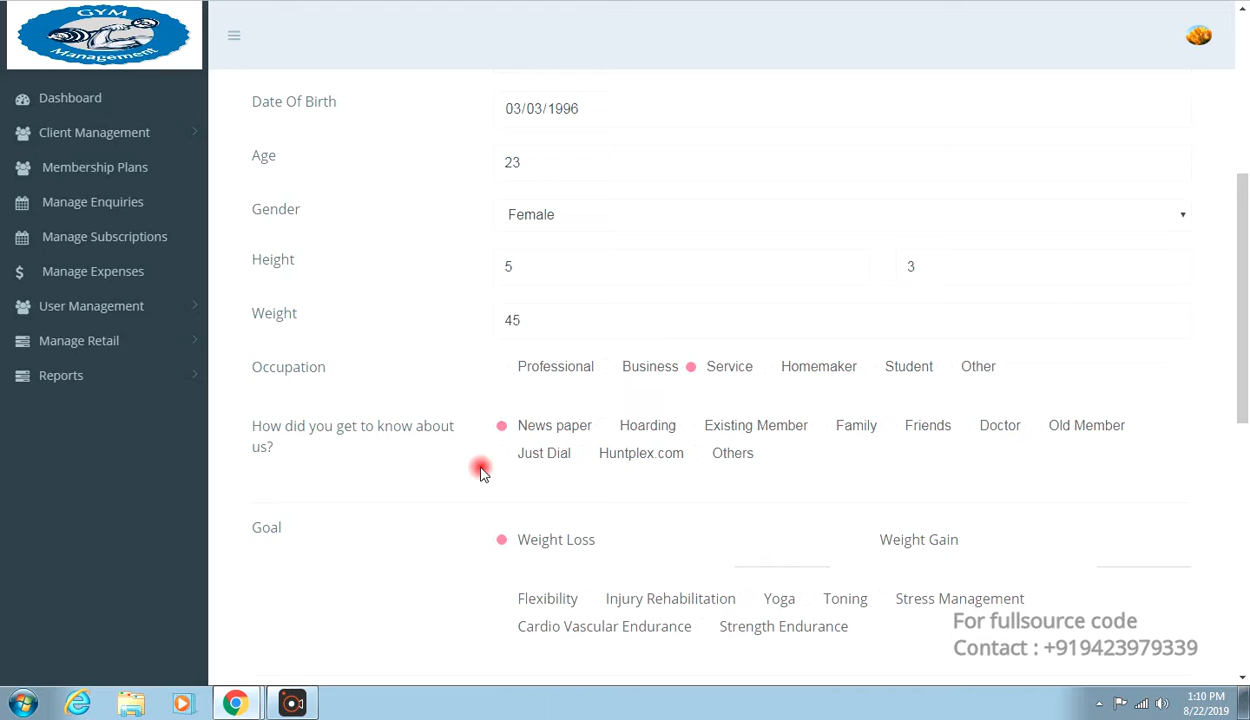 GYM
Management
Dashboard
Client Management
Membership Plans
Manage Enquiries
Manage Subscriptions
Manage Expenses
User Management
Manage Retail
Reports
Date Of Birth
03/03/1996
Age
23
Gender
Female
Height
5 3
Weight
45
Occupation
Professional Business Service Homemaker Student Other
How did you get to know about
us?
News paper Hoarding Existing Member Family Friends Doctor Old Member
Just Dial Huntplex.com Others
Goal
Weight Loss Weight Gain
Flexibility Injury Rehabilitation Yoga Toning Stress Management
Cardio Vascular Endurance Strength Endurance
For fullsource code
Contact : +919423979339
1:10 PM
8/22/2019